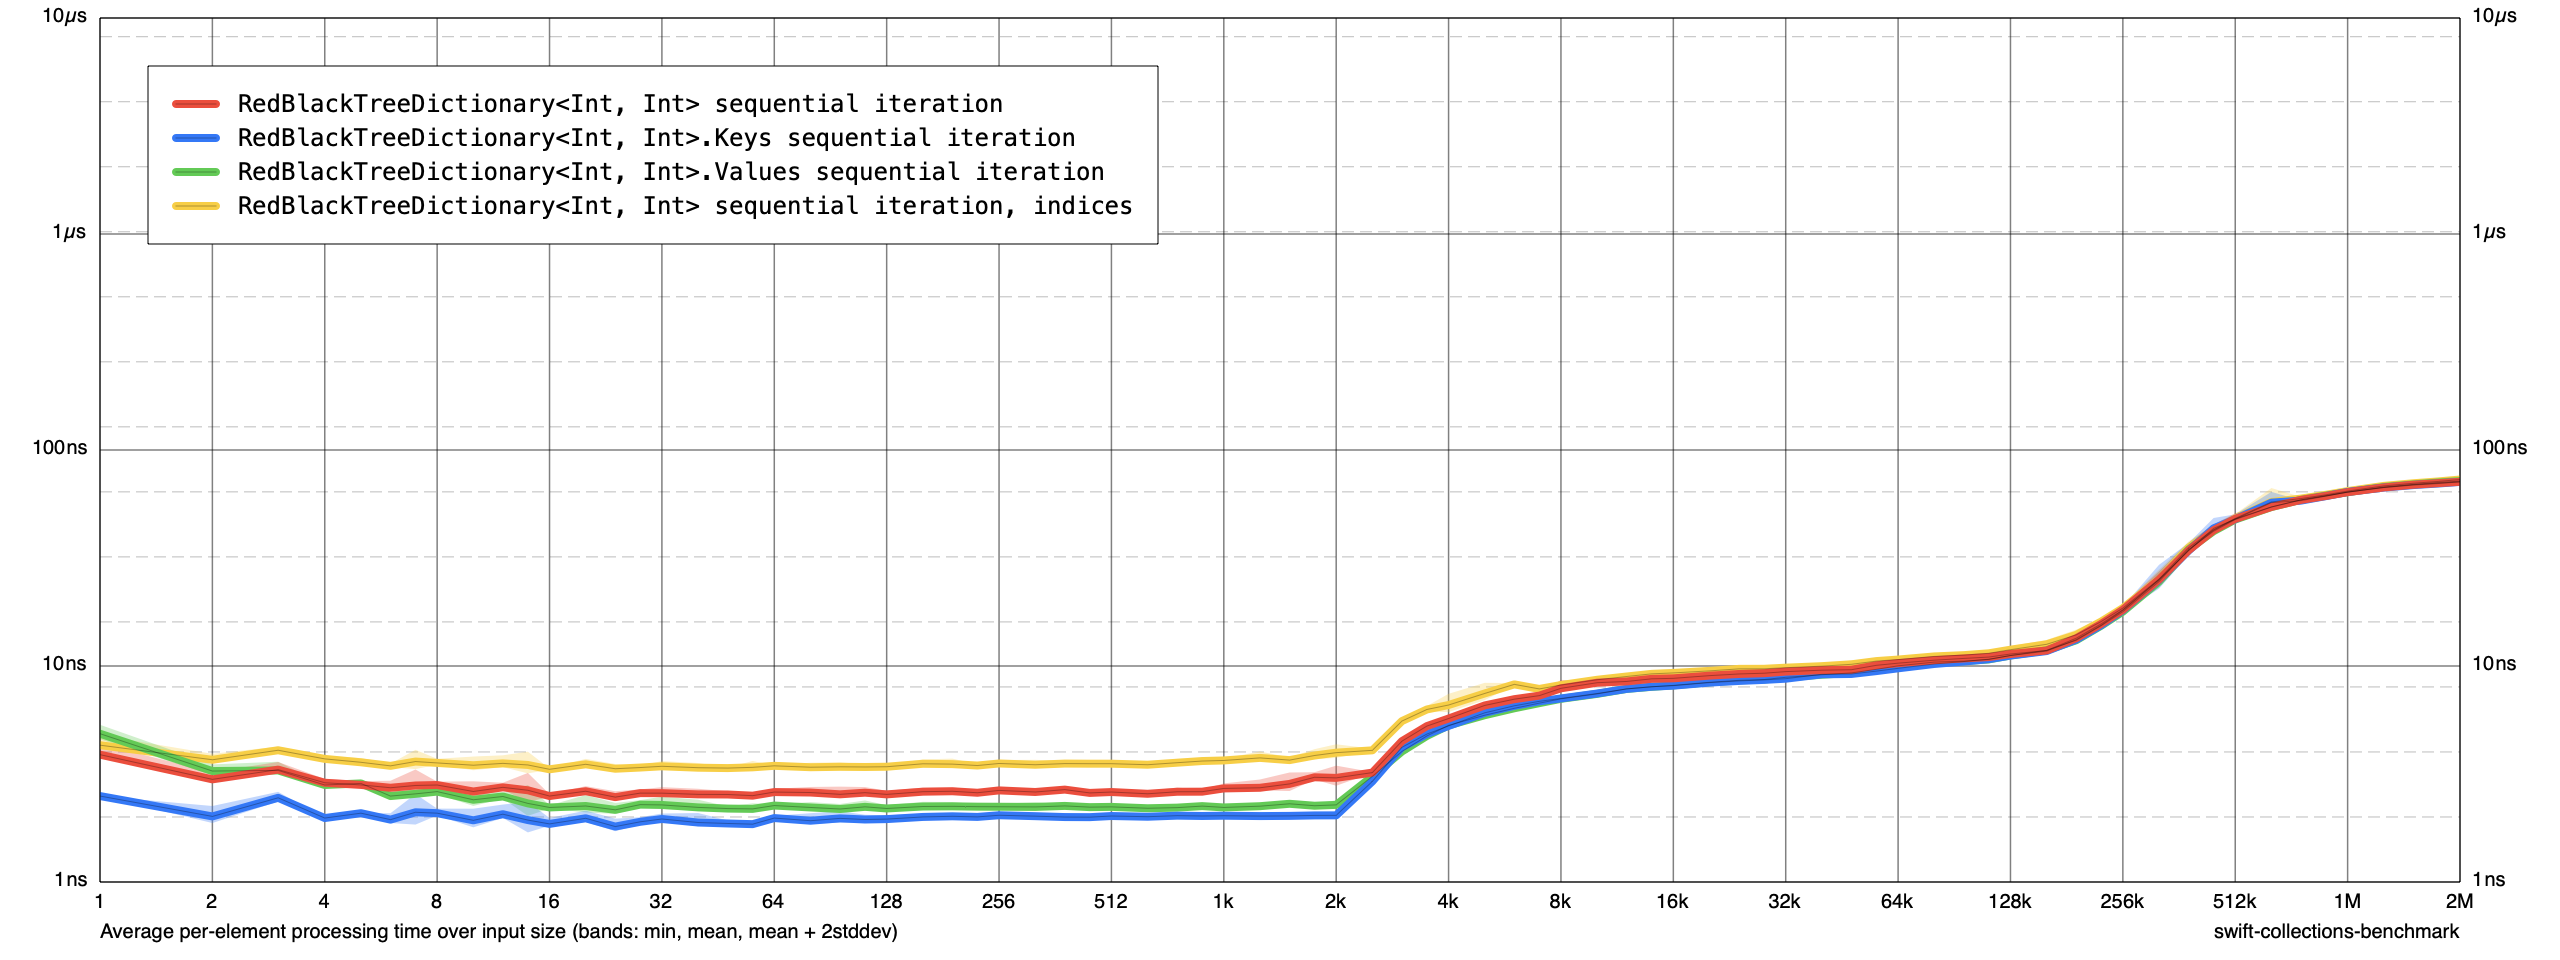 10µs 10µs
RedBlackTreeDictionary<Int, Int> sequential iteration
RedBlackTreeDictionary<Int, Int>.Keys sequential iteration
RedBlackTreeDictionary<Int, Int>.Values sequential iteration
RedBlackTreeDictionary<Int, Int> sequential iteration, indices
1µs 1µs
100ns 100ns
10ns 10ns
1ns 1ns
1 2 4 8 16 32 64 128 256 512 1k 2k 4k 8k 16k 32k 64k 128k 256k 512k 1M 2M
Average per-element processing time over input size (bands: min, mean, mean + 2stddev) swift-collections-benchmark